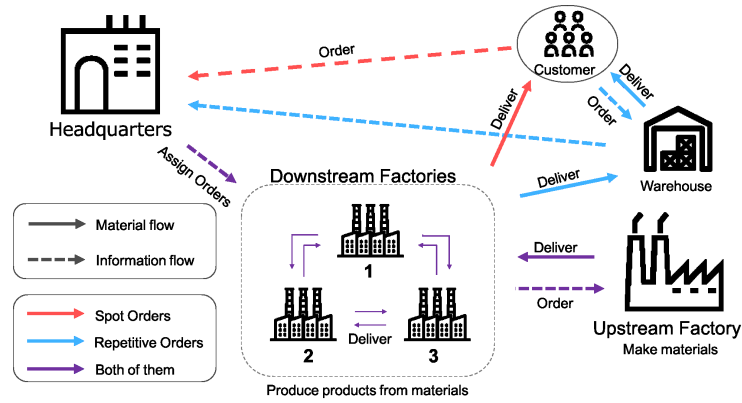 Order
Customer
Deliver
Order
Deliver
Headquarters
Assign Orders
Downstream Factories
Deliver
Warehouse
Material flow
Information flow
1
Deliver
Order
Spot Orders
Repetitive Orders
Both of them
2
Deliver
3
Upstream Factory
Make materials
Produce products from materials